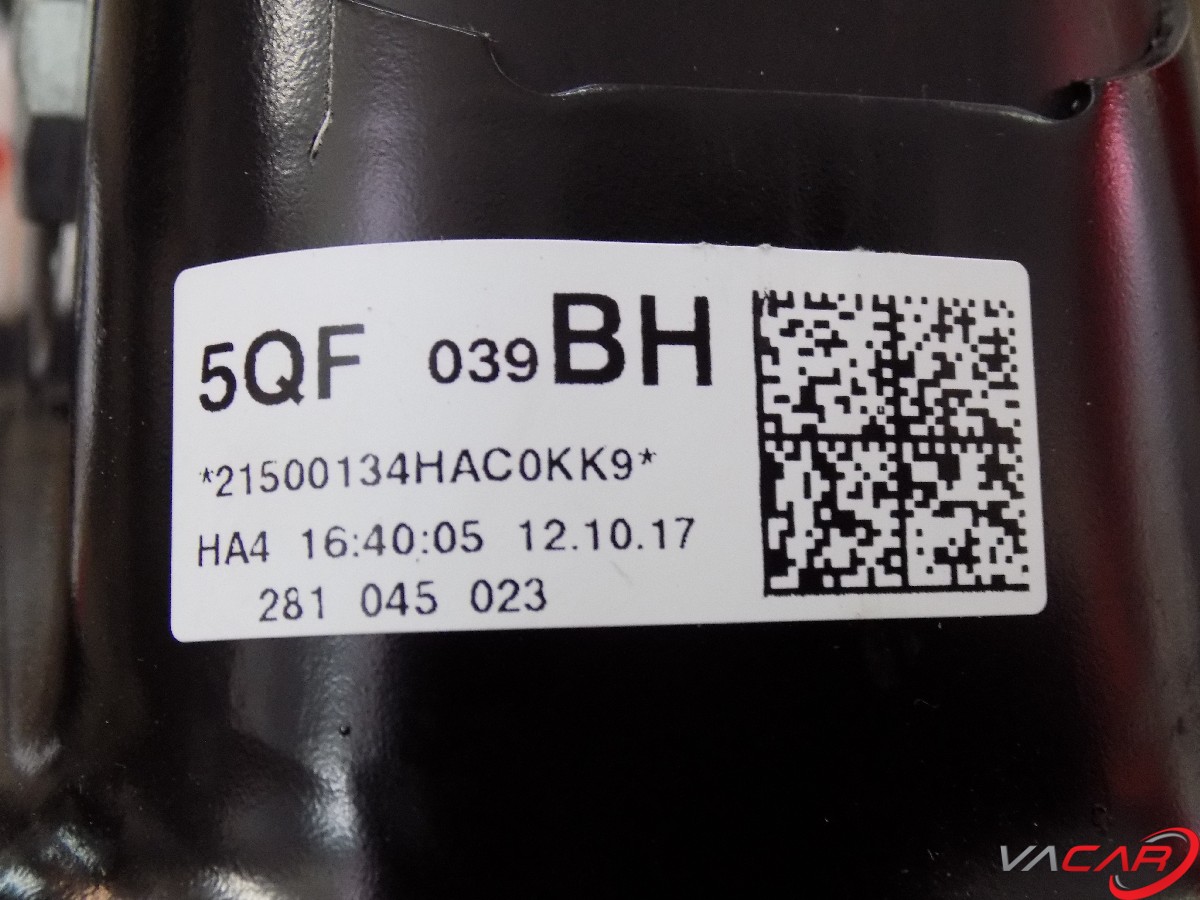 5QF 039BH
*21500134HAC0KK9*
HA4 16:40:05 12.10.17
281 045 023
VACAR